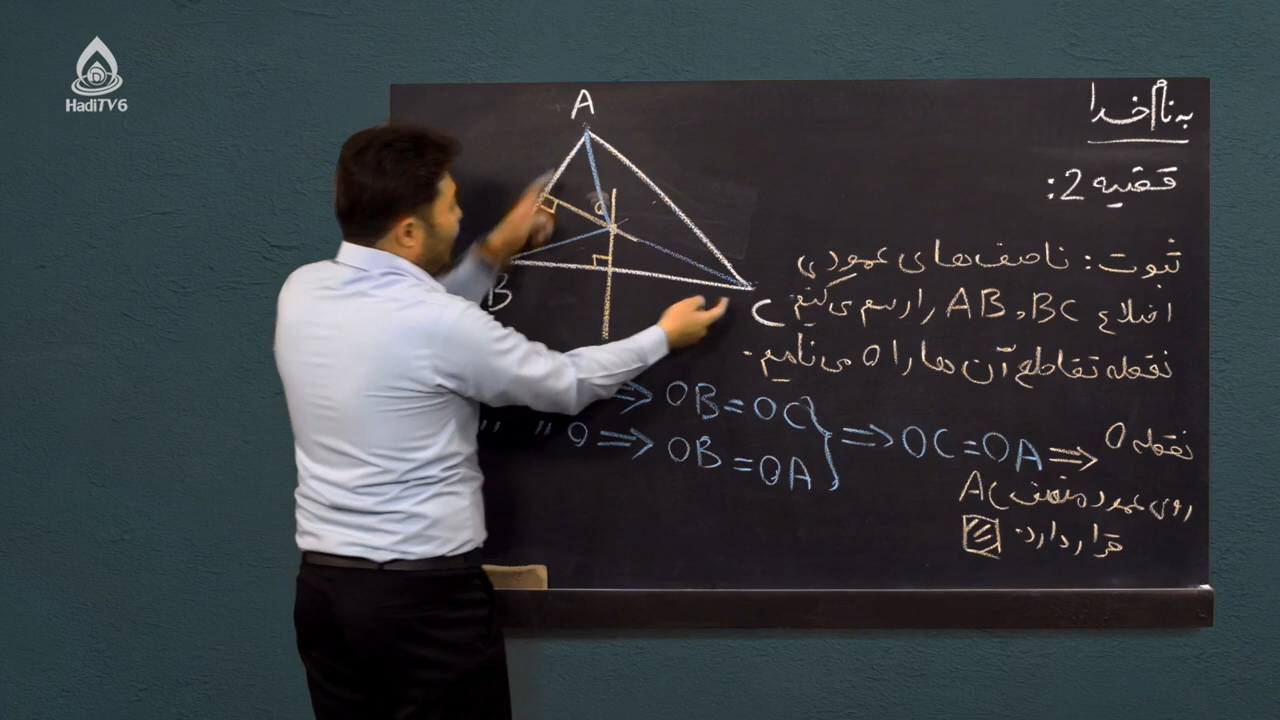 HadiTV6
به نام خدا
قضیه 2:
A
B
C
ثبوت: ناصف های عمودی
اضلاع AB، BC را رسم می کنیم
نقطه تقاطع آن ها را O می نامیم.
⇒ OB = OC
" " O ⇒ OB = OA } ⇒ OC = OA ⇒ نقطه O
روی عمود منصف AC
قرار دارد.